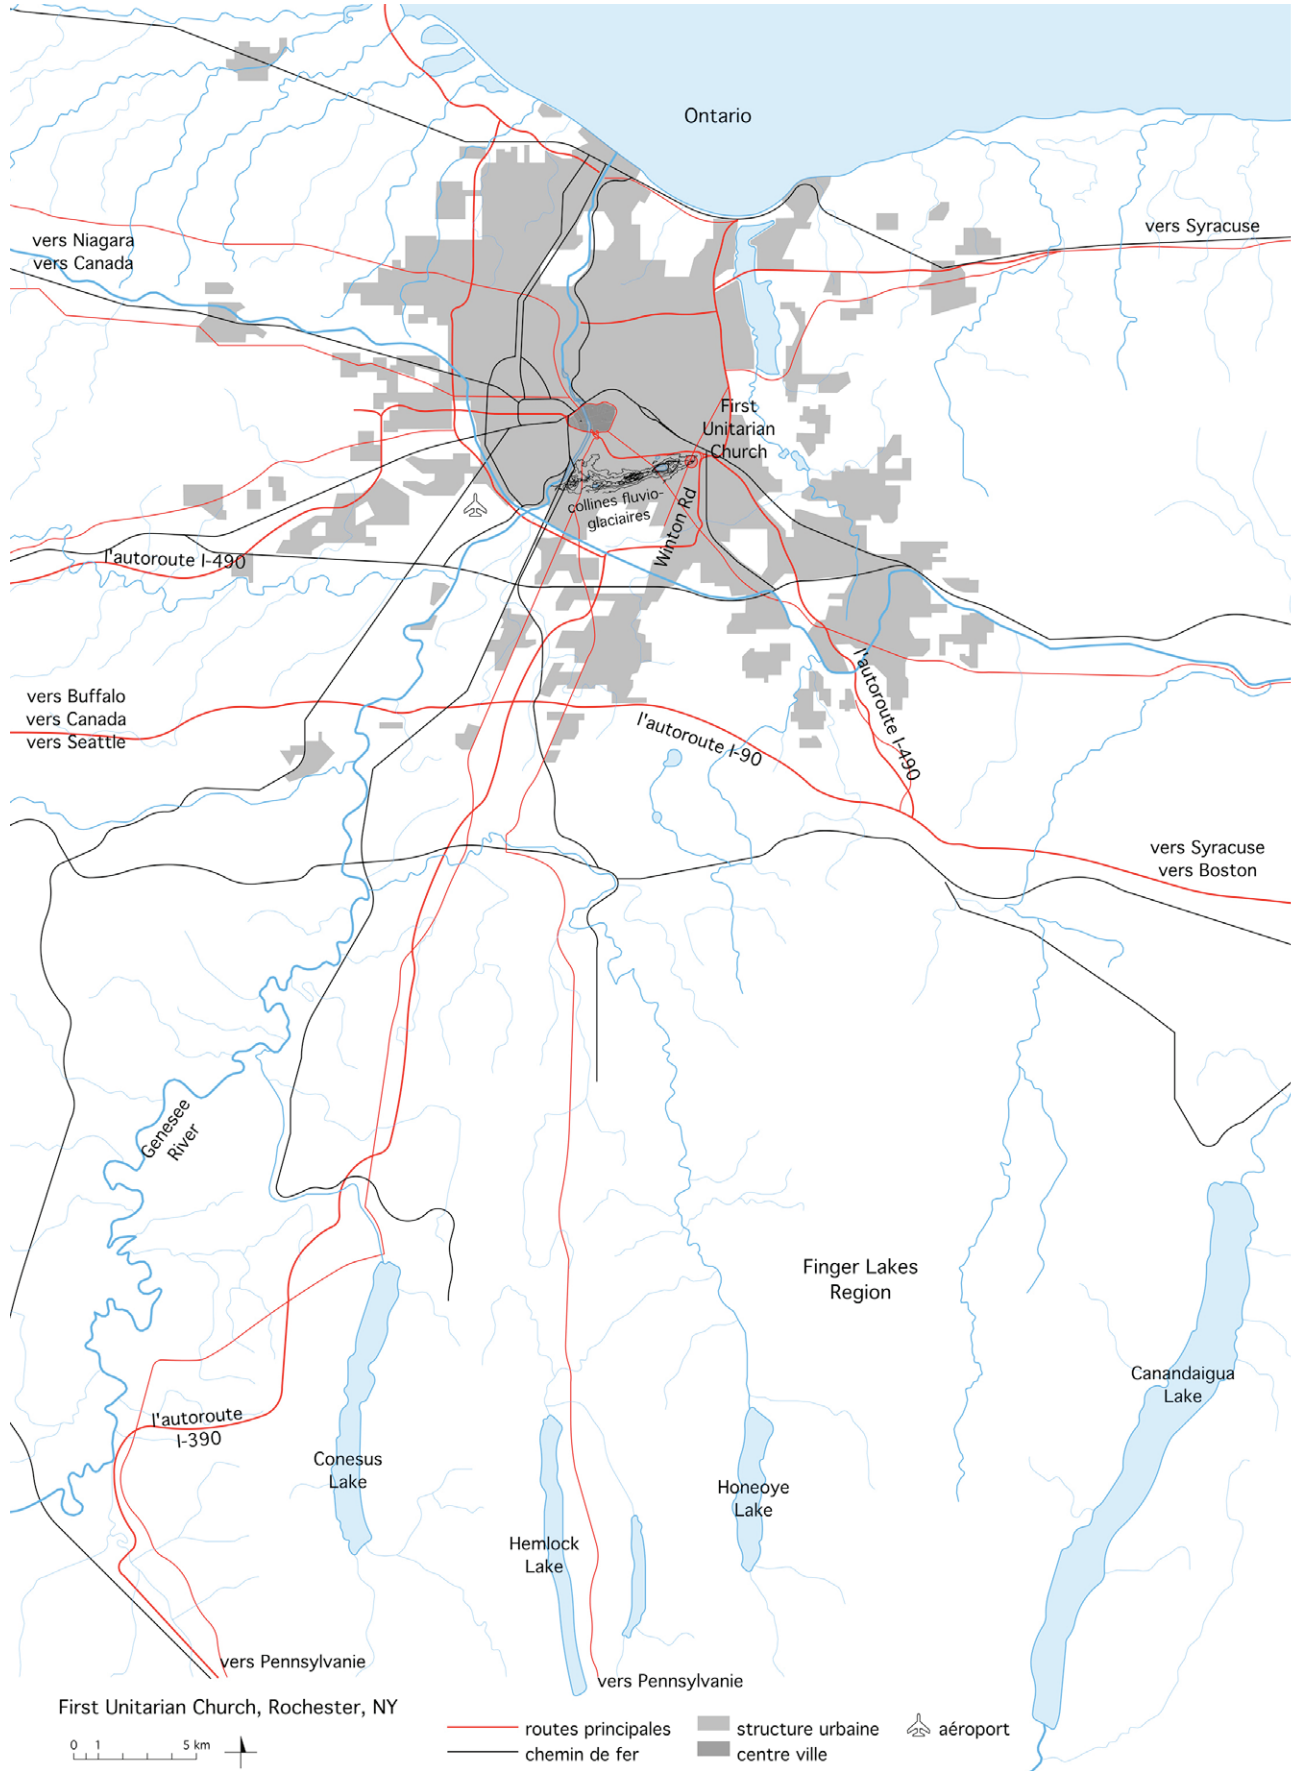 Ontario
vers Niagara
vers Canada
vers Syracuse
First
Unitarian
Church
collines fluvio-
glaciaires
Winton Rd
l'autoroute I-490
vers Buffalo
vers Canada
vers Seattle
l'autoroute I-90
l'autoroute I-490
vers Syracuse
vers Boston
Genesee
River
Finger Lakes
Region
Canandaigua
Lake
l'autoroute
I-390
Conesus
Lake
Honeoye
Lake
Hemlock
Lake
vers Pennsylvanie
vers Pennsylvanie
First Unitarian Church, Rochester, NY
0 1 5 km
routes principales
chemin de fer
structure urbaine
centre ville
aéroport